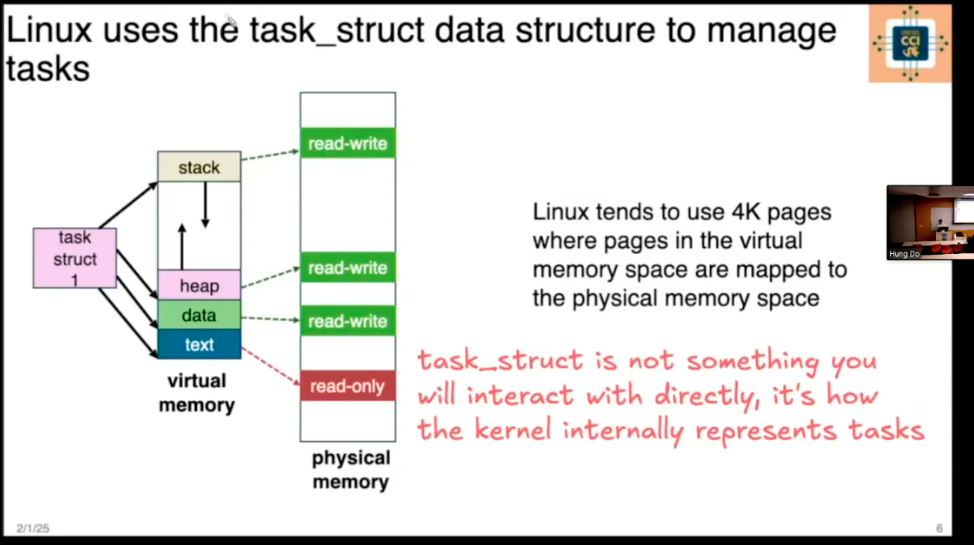 Linux uses the task_struct data structure to manage
tasks
CCI
read-write
stack
task
struct
1
heap
read-write
data
read-write
text
read-only
virtual
memory
physical
memory
Linux tends to use 4K pages
where pages in the virtual
memory space are mapped to
the physical memory space
Hung Do
task_struct is not something you
will interact with directly, it's how
the kernel internally represents tasks
2/1/25
6